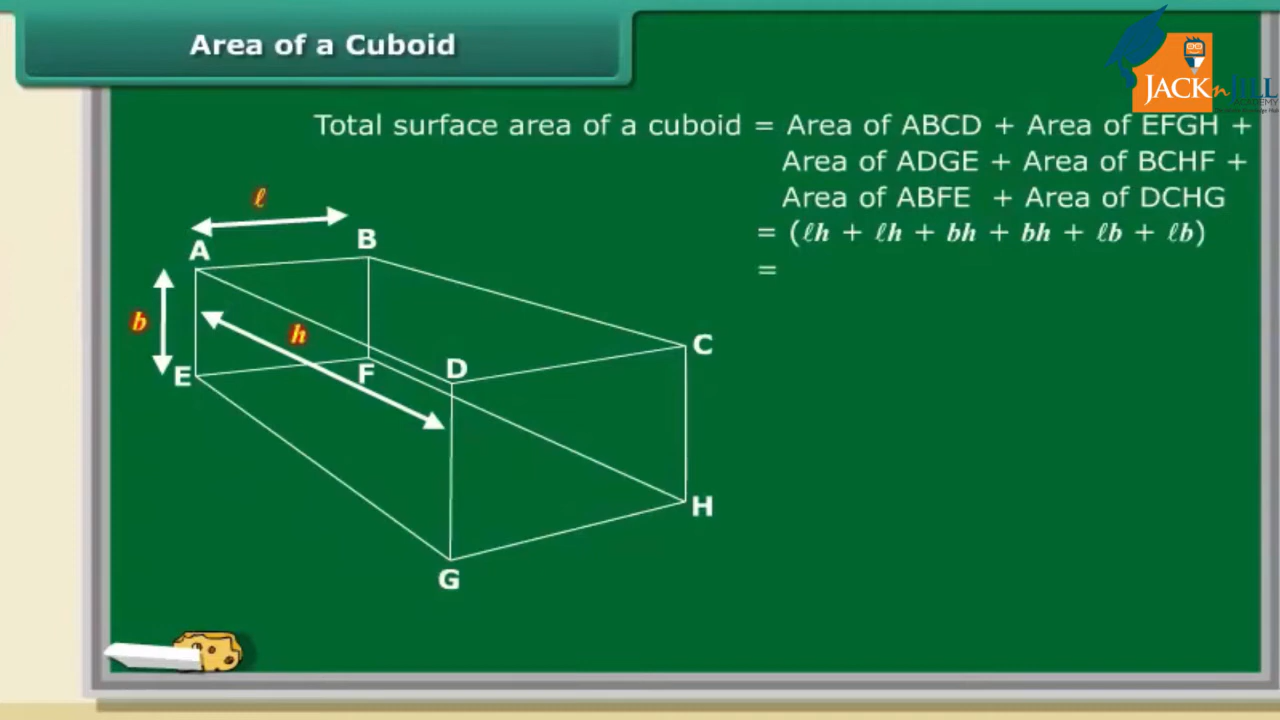 Area of a Cuboid
JACK n JILL
ACADEMY
Total surface area of a cuboid = Area of ABCD + Area of EFGH +
Area of ADGE + Area of BCHF +
Area of ABFE + Area of DCHG
= (ℓh + ℓh + bh + bh + ℓb + ℓb)
=
ℓ
A
B
b
h
C
E
F
D
H
G